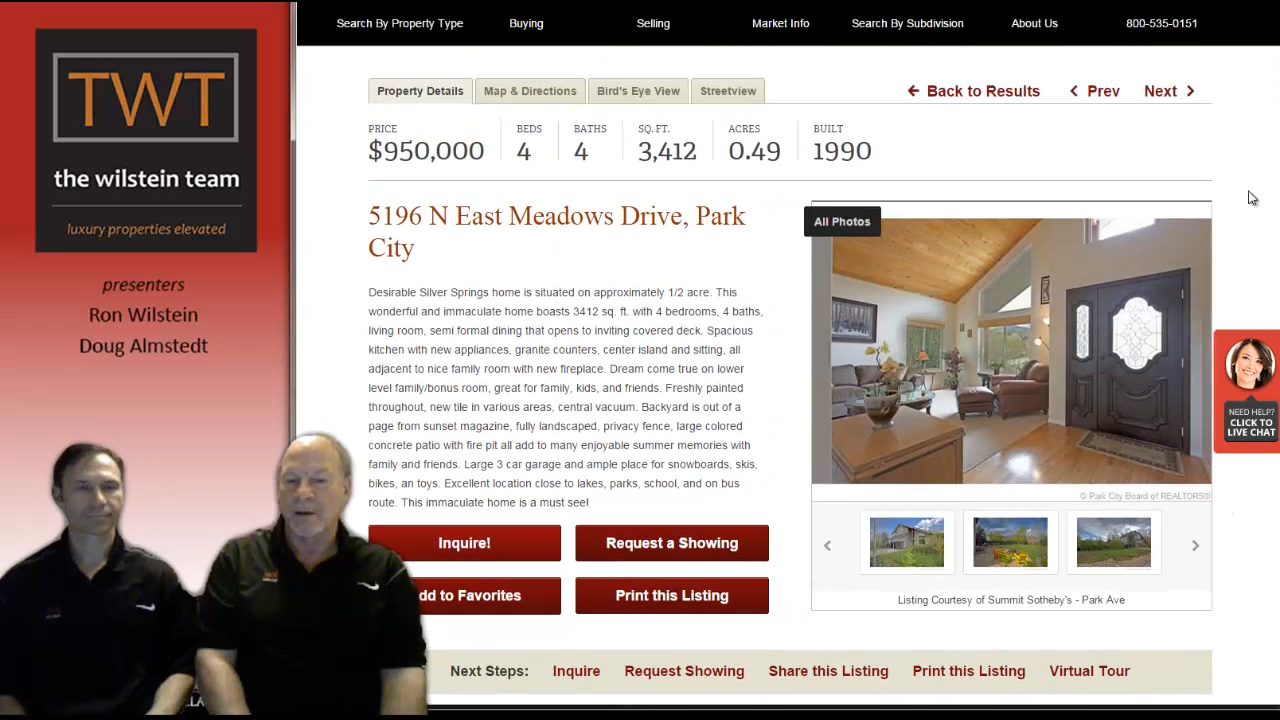 Search By Property Type Buying Selling Market Info Search By Subdivision About Us 800-535-0151
TWT
the wilstein team
luxury properties elevated
presenters
Ron Wilstein
Doug Almstedt
Property Details Map & Directions Bird's Eye View Streetview
Back to Results Prev Next
PRICE BEDS BATHS SQ.FT. ACRES BUILT
$950,000 4 4 3,412 0.49 1990
5196 N East Meadows Drive, Park
City
Desirable Silver Springs home is situated on approximately 1/2 acre. This
wonderful and immaculate home boasts 3412 sq. ft. with 4 bedrooms, 4 baths,
living room, semi formal dining that opens to inviting covered deck. Spacious
kitchen with new appliances, granite counters, center island and sitting, all
adjacent to nice family room with new fireplace. Dream come true on lower
level family/bonus room, great for family, kids, and friends. Freshly painted
throughout, new tile in various areas, central vacuum. Backyard is out of a
page from sunset magazine, fully landscaped, privacy fence, large colored
concrete patio with fire pit all add to many enjoyable summer memories with
family and friends. Large 3 car garage and ample place for snowboards, skis,
bikes, an toys. Excellent location close to lakes, parks, school, and on bus
route. This immaculate home is a must see!
All Photos
© Park City Board of REALTORS®
Listing Courtesy of Summit Sotheby's - Park Ave
NEED HELP?
CLICK TO
LIVE CHAT
Inquire! Request a Showing
dd to Favorites Print this Listing
Next Steps: Inquire Request Showing Share this Listing Print this Listing Virtual Tour